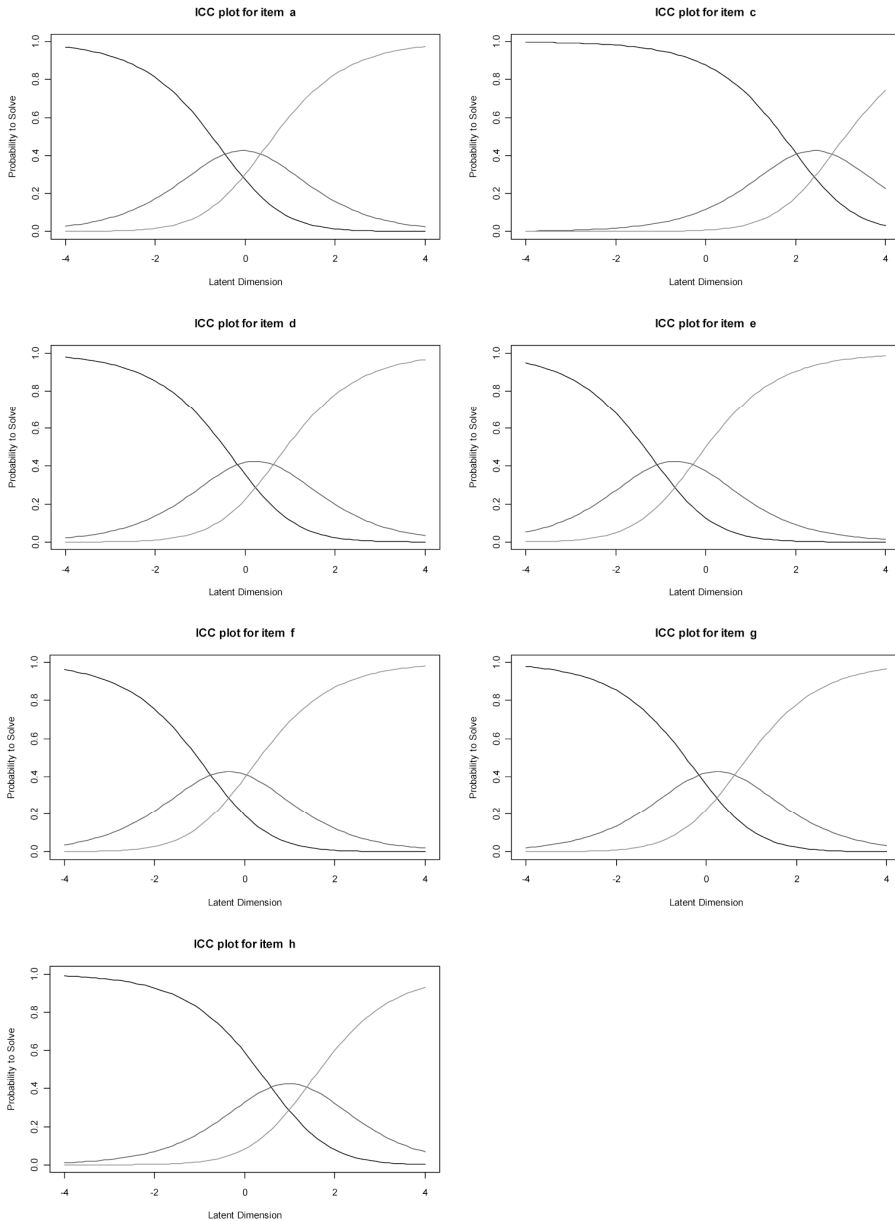 ICC plot for item a
Probability to Solve
0.0 0.2 0.4 0.6 0.8 1.0
-4 -2 0 2 4
Latent Dimension
ICC plot for item c
Probability to Solve
0.0 0.2 0.4 0.6 0.8 1.0
-4 -2 0 2 4
Latent Dimension
ICC plot for item d
Probability to Solve
0.0 0.2 0.4 0.6 0.8 1.0
-4 -2 0 2 4
Latent Dimension
ICC plot for item e
Probability to Solve
0.0 0.2 0.4 0.6 0.8 1.0
-4 -2 0 2 4
Latent Dimension
ICC plot for item f
Probability to Solve
0.0 0.2 0.4 0.6 0.8 1.0
-4 -2 0 2 4
Latent Dimension
ICC plot for item g
Probability to Solve
0.0 0.2 0.4 0.6 0.8 1.0
-4 -2 0 2 4
Latent Dimension
ICC plot for item h
Probability to Solve
0.0 0.2 0.4 0.6 0.8 1.0
-4 -2 0 2 4
Latent Dimension